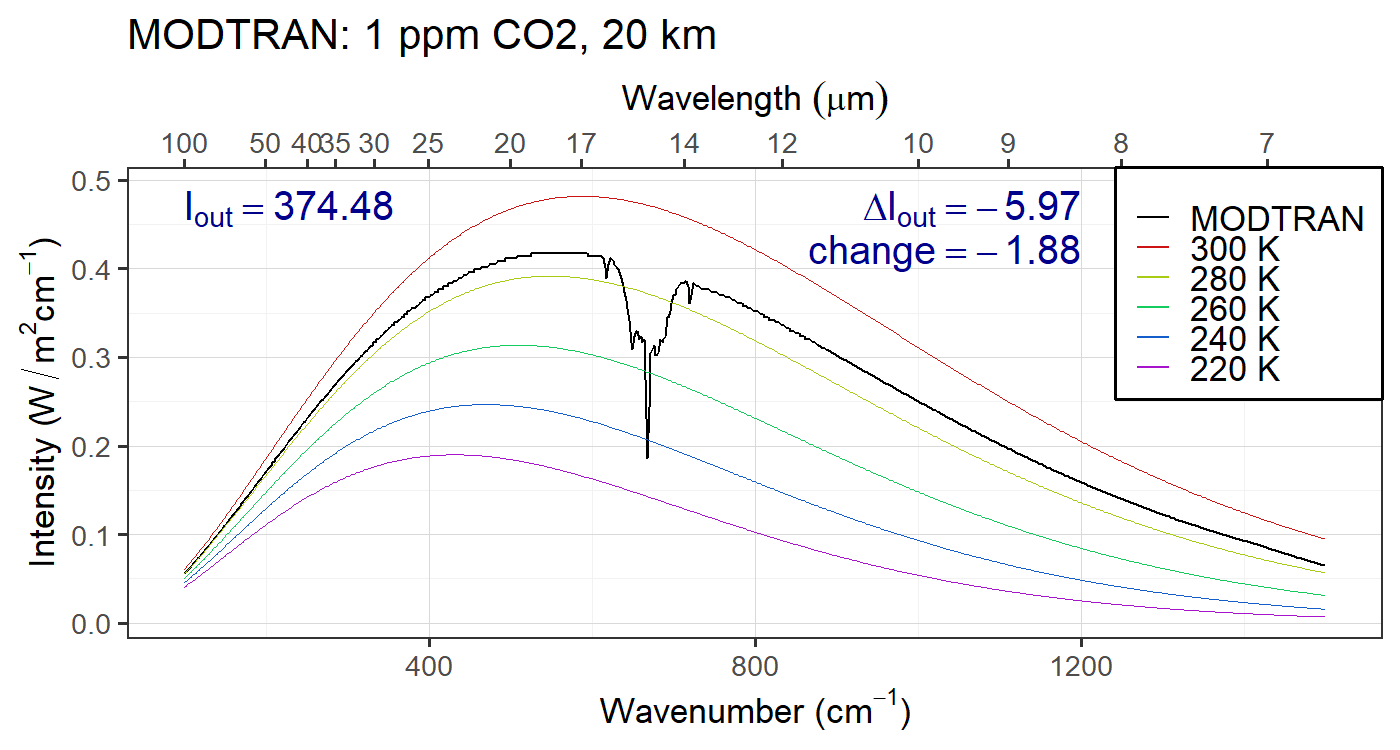 MODTRAN: 1 ppm CO2, 20 km
Wavelength (μm)
100 50 40 35 30 25 20 17 14 12 10 9 8 7
I_out = 374.48
ΔI_out = −5.97
change = −1.88
MODTRAN
300 K
280 K
260 K
240 K
220 K
0.5
0.4
0.3
0.2
0.1
0.0
Intensity (W / m²cm⁻¹)
400 800 1200
Wavenumber (cm⁻¹)